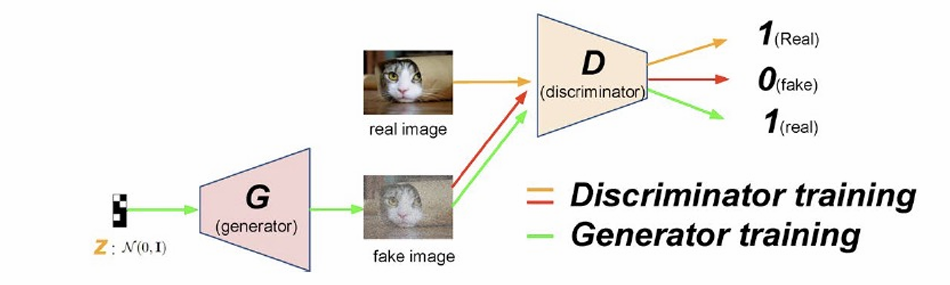 1(Real)
D
(discriminator)
0(fake)
real image
1(real)
G
(generator)
Discriminator training
Generator training
z : 𝒩(0, I)
fake image